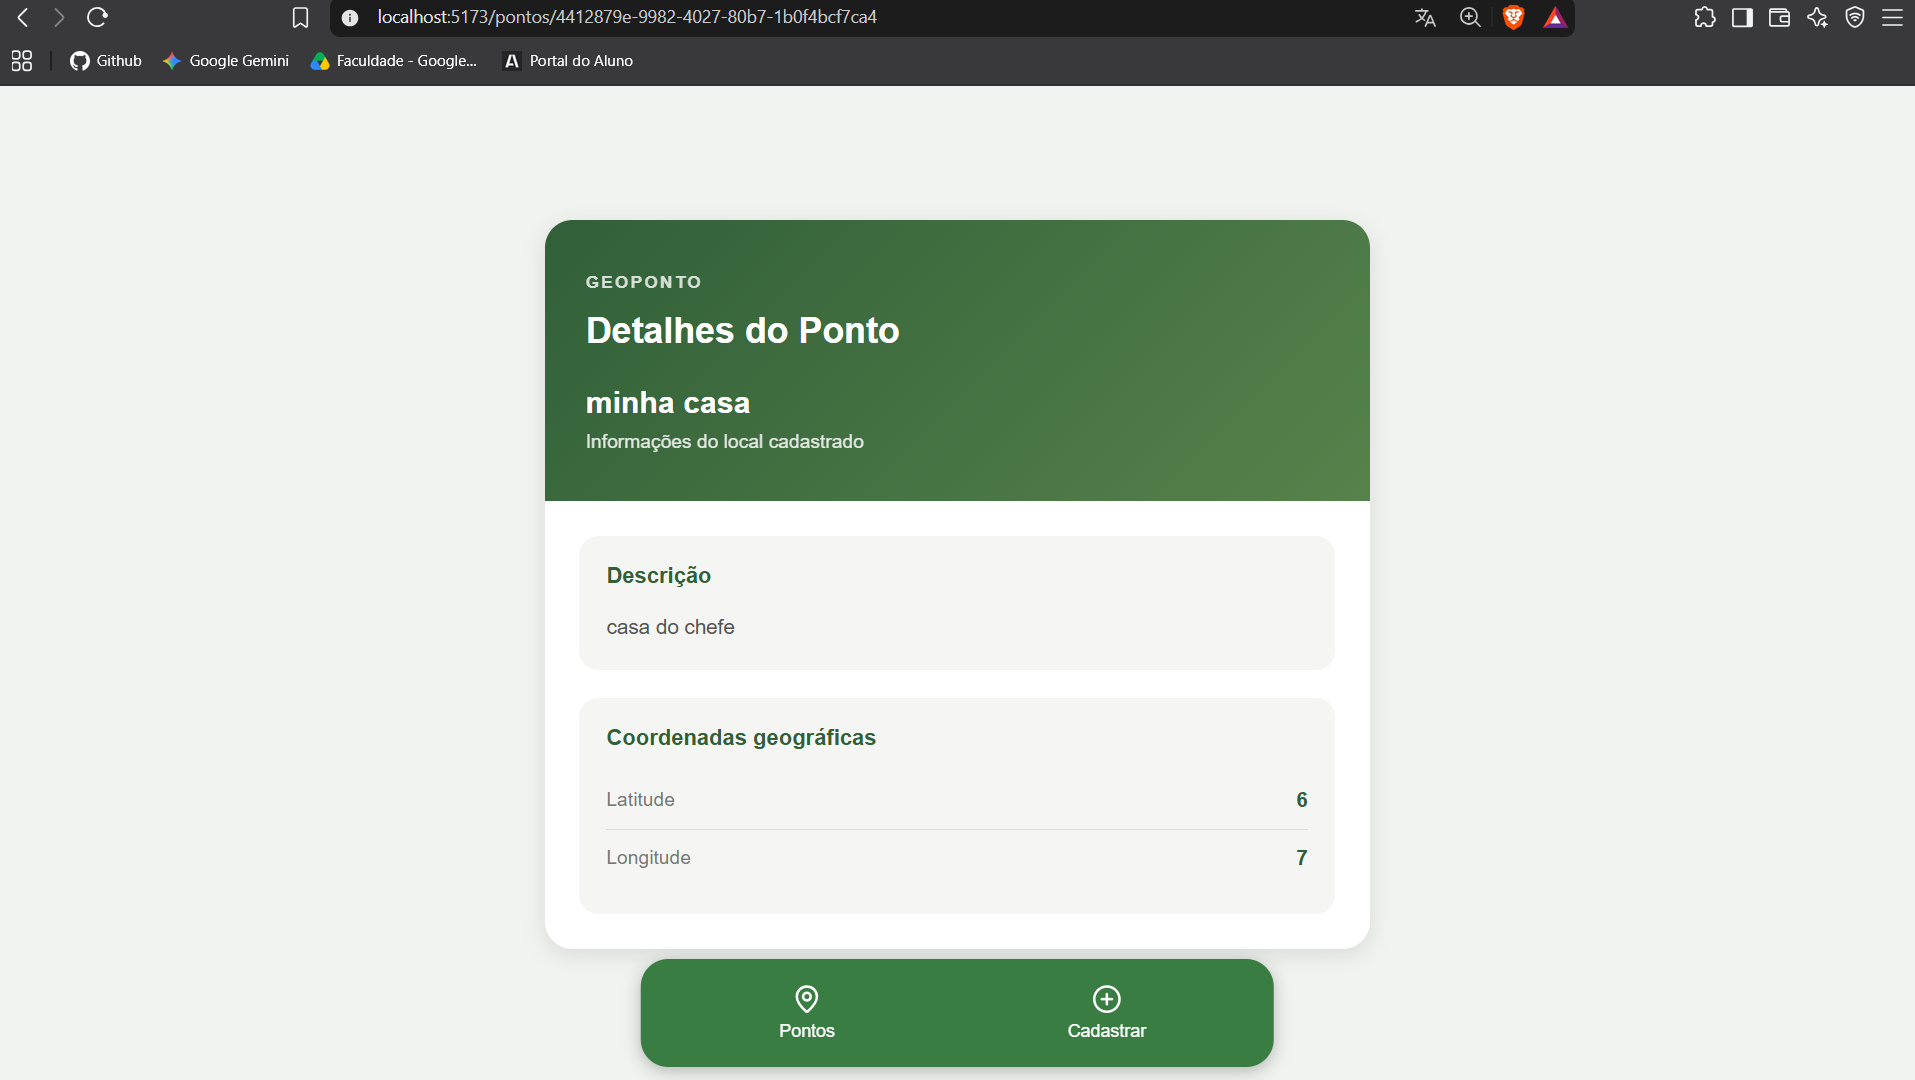 localhost:5173/pontos/4412879e-9982-4027-80b7-1b0f4bcf7ca4
Github
Google Gemini
Faculdade - Google...
Portal do Aluno
GEOPONTO
Detalhes do Ponto
minha casa
Informações do local cadastrado
Descrição
casa do chefe
Coordenadas geográficas
Latitude 6
Longitude 7
Pontos
Cadastrar